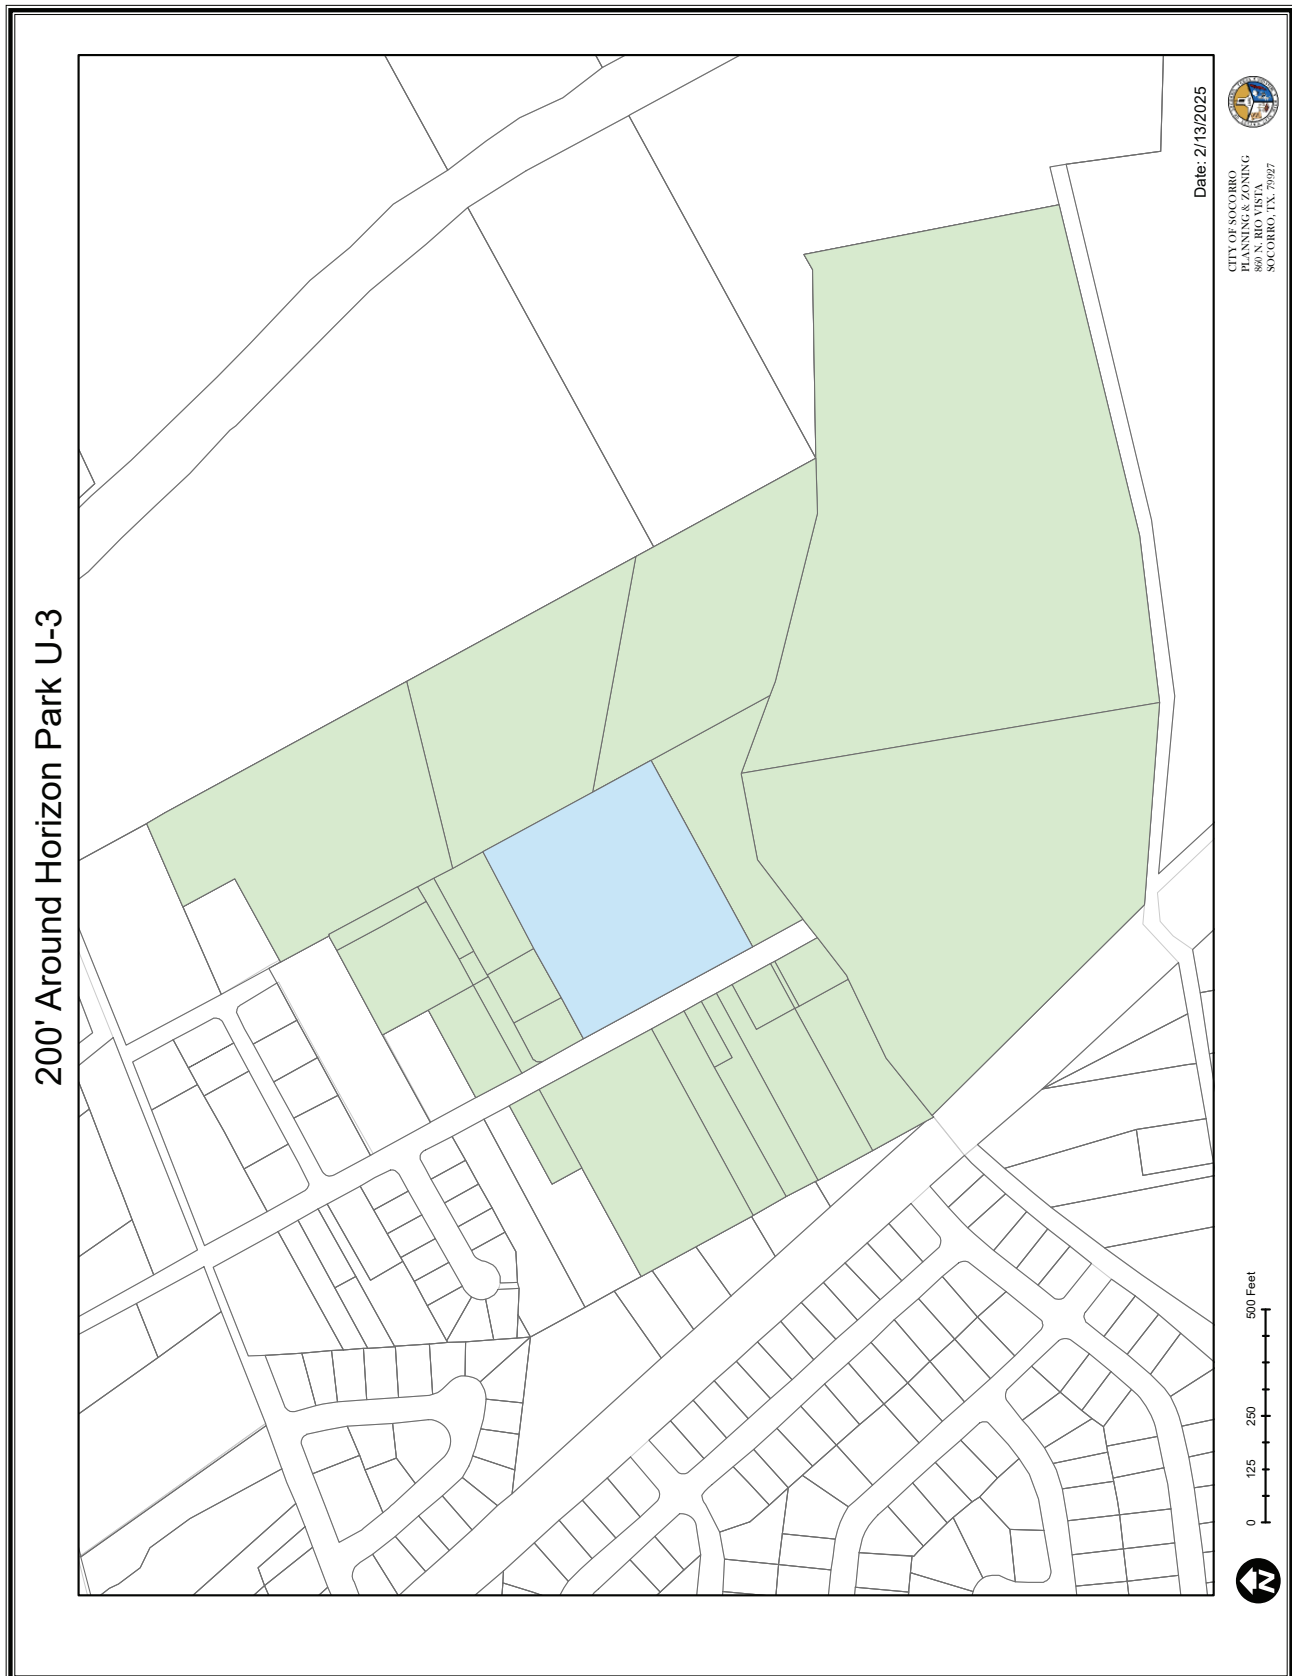 200' Around Horizon Park U-3
Date: 2/13/2025
CITY OF SOCORRO
PLANNING & ZONING
860 N. RIO VISTA
SOCORRO, TX. 79927
0 125 250 500 Feet
N